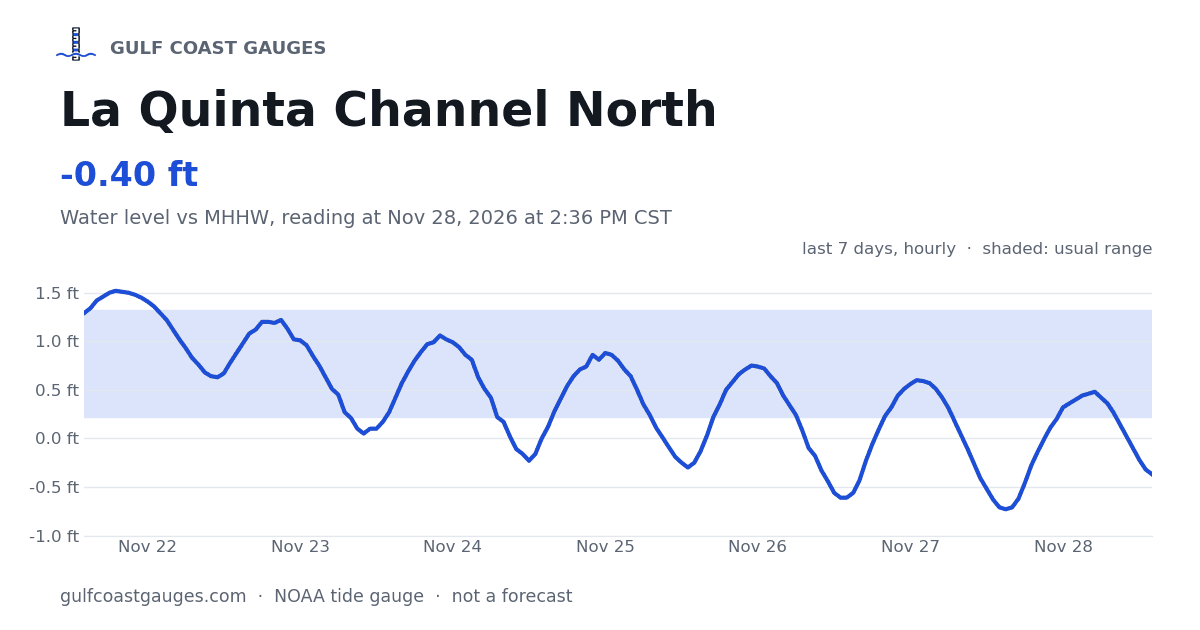 GULF COAST GAUGES
La Quinta Channel North
-0.40 ft
Water level vs MHHW, reading at Nov 28, 2026 at 2:36 PM CST
last 7 days, hourly · shaded: usual range
1.5 ft
1.0 ft
0.5 ft
0.0 ft
-0.5 ft
-1.0 ft
Nov 22 Nov 23 Nov 24 Nov 25 Nov 26 Nov 27 Nov 28
gulfcoastgauges.com · NOAA tide gauge · not a forecast